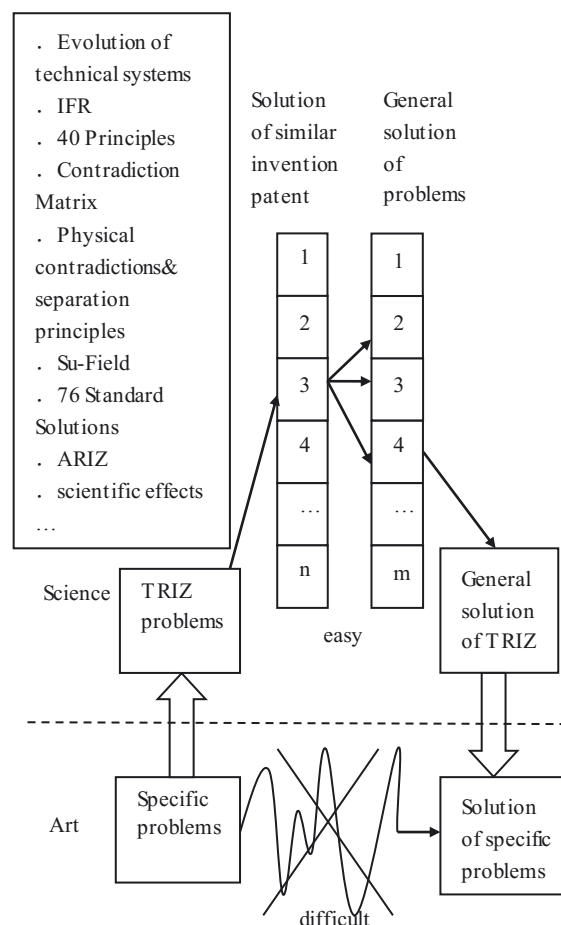 . Evolution of
technical systems
. IFR
. 40 Principles
. Contradiction
Matrix
. Physical
contradictions&
separation
principles
. Su-Field
. 76 Standard
Solutions
. ARIZ
. scientific effects
...
Solution
of similar
invention
patent
General
solution
of
problems
1
2
3
4
...
n
1
2
3
4
...
m
easy
Science
TRIZ
problems
General
solution
of TRIZ
Art
Specific
problems
difficult
Solution
of specific
problems